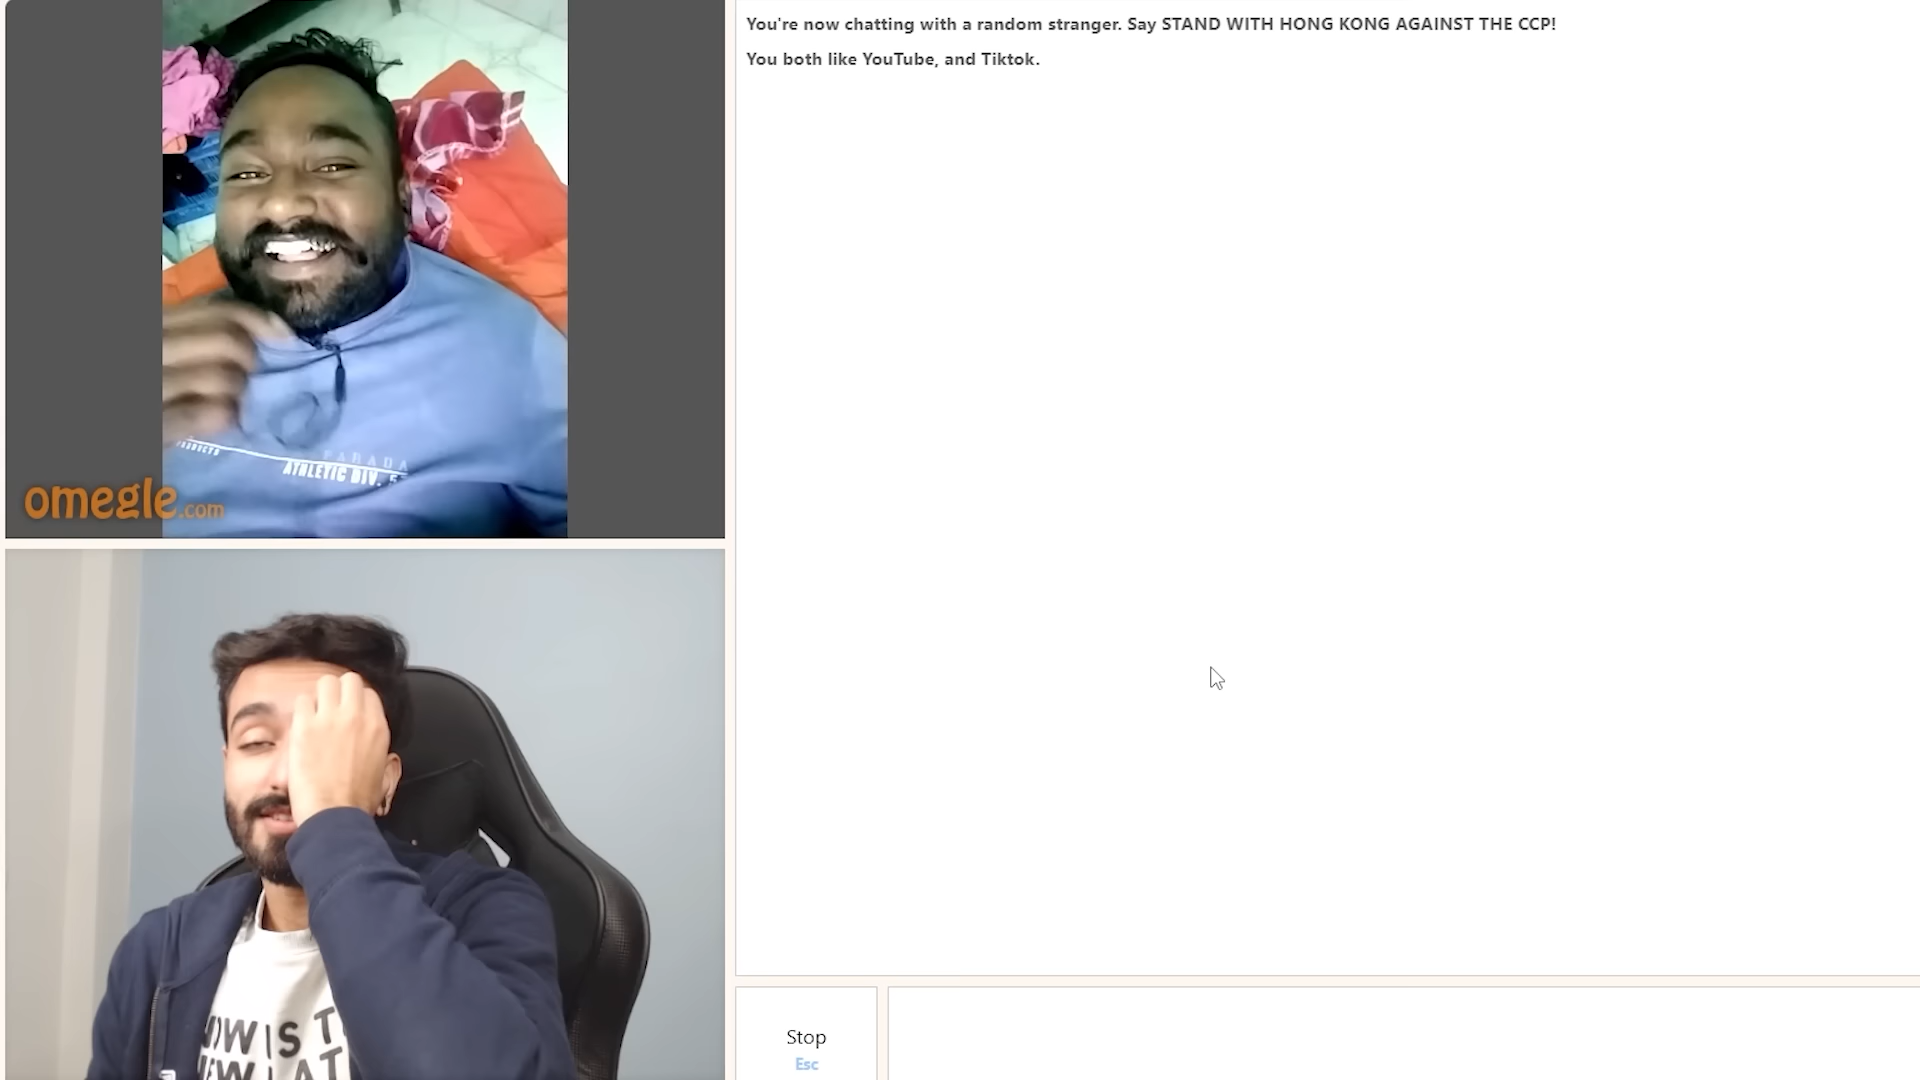 You're now chatting with a random stranger. Say STAND WITH HONG KONG AGAINST THE CCP!
You both like YouTube, and Tiktok.
ATHLETIC DIV.
omegle.com
Stop
Esc